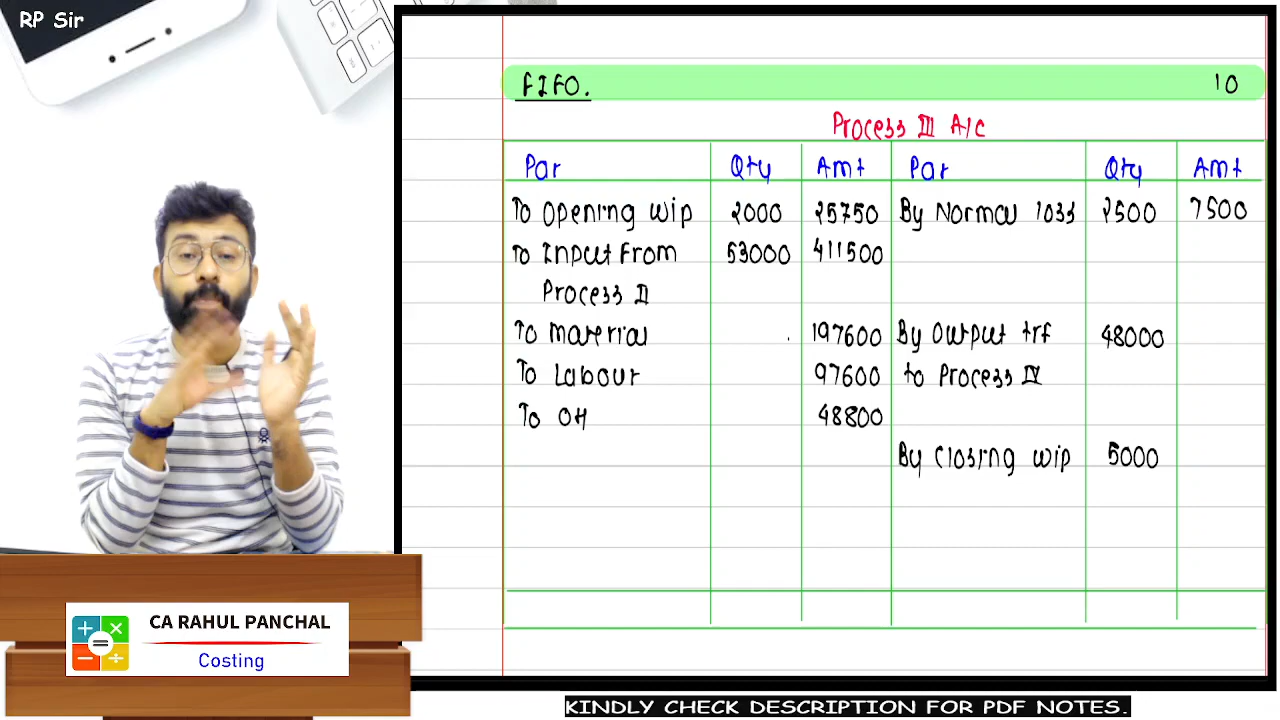 RP Sir
FIFO. 10
Process III A/c
Par Qty Amt Par Qty Amt
To Opening wip 2000 25750 By Normal loss 2500 7500
To Input From 53000 411500
Process II
To Material 197600 By Output trf 48000
To Labour 97600 to Process IV
To OH 48800
By Closing wip 5000
CA RAHUL PANCHAL
Costing
KINDLY CHECK DESCRIPTION FOR PDF NOTES.